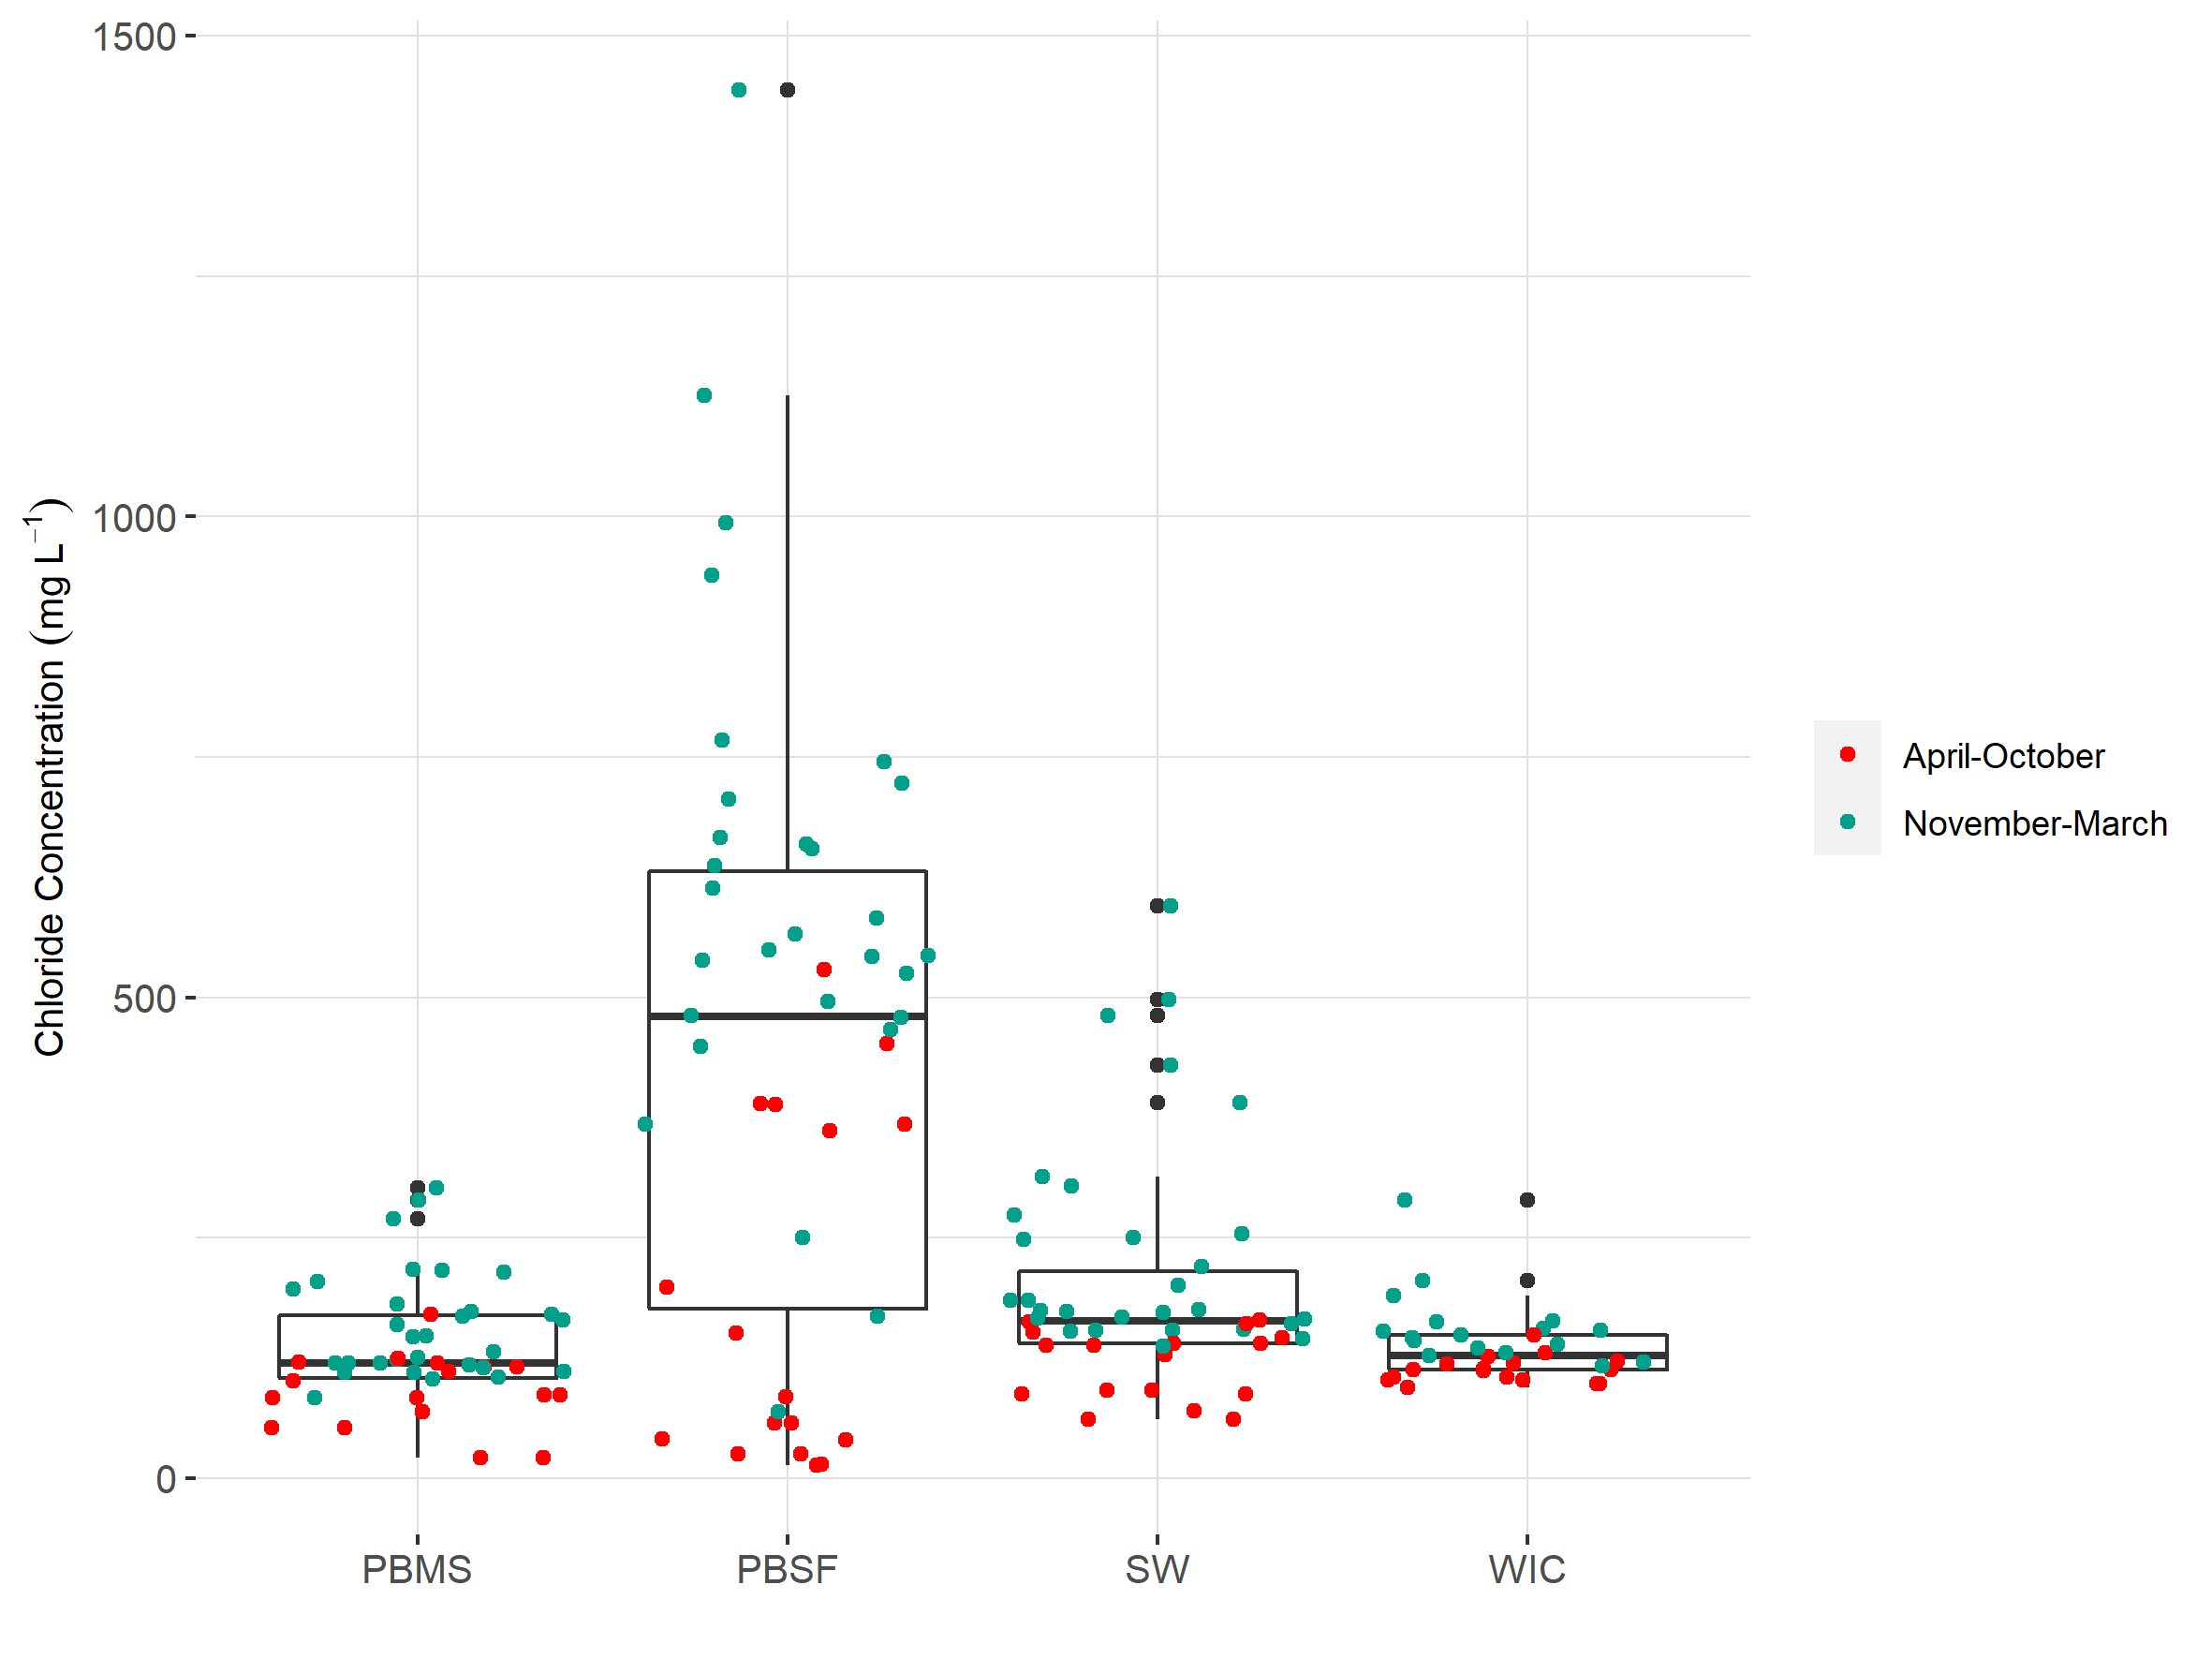 1500
1000
500
0
Chloride Concentration (mg L⁻¹)
PBMS
PBSF
SW
WIC
April-October
November-March